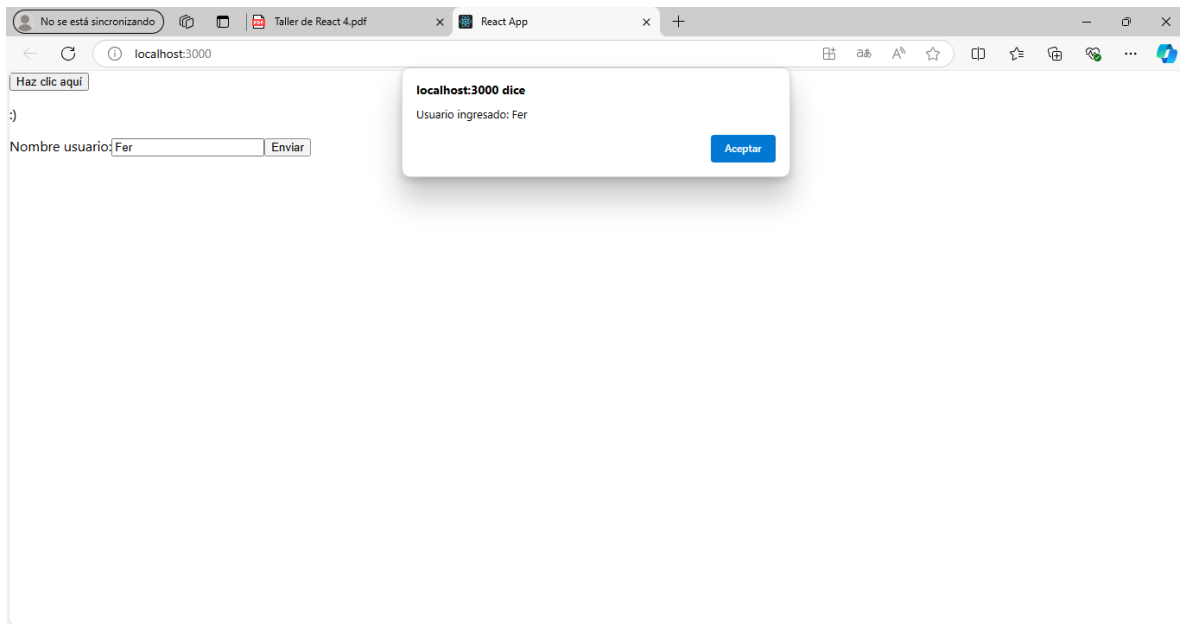 No se está sincronizando
Taller de React 4.pdf
React App
localhost:3000
Haz clic aquí
localhost:3000 dice
Usuario ingresado: Fer
Aceptar
:)
Nombre usuario: Fer Enviar